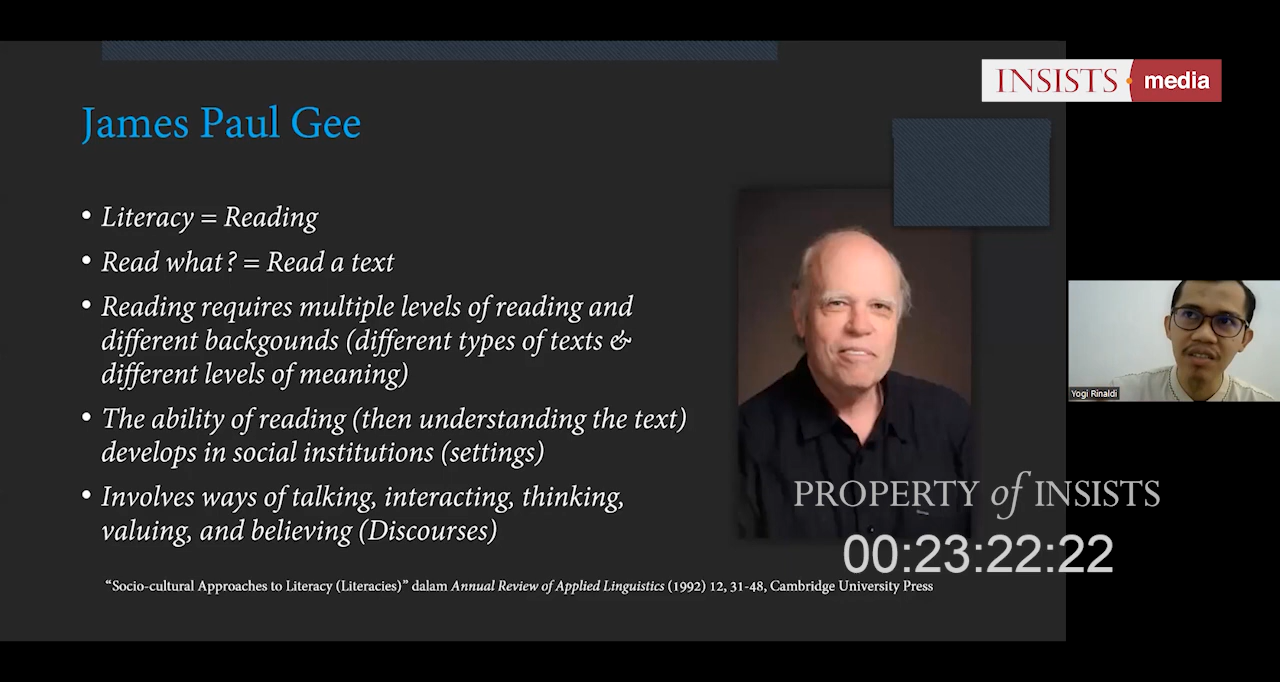 INSISTS media
James Paul Gee
• Literacy = Reading
• Read what? = Read a text
• Reading requires multiple levels of reading and
different backgounds (different types of texts &
different levels of meaning)
• The ability of reading (then understanding the text)
develops in social institutions (settings)
• Involves ways of talking, interacting, thinking,
valuing, and believing (Discourses)
"Socio-cultural Approaches to Literacy (Literacies)" dalam Annual Review of Applied Linguistics (1992) 12, 31-48, Cambridge University Press
Yogi Rinaldi
PROPERTY of INSISTS
00:23:22:22